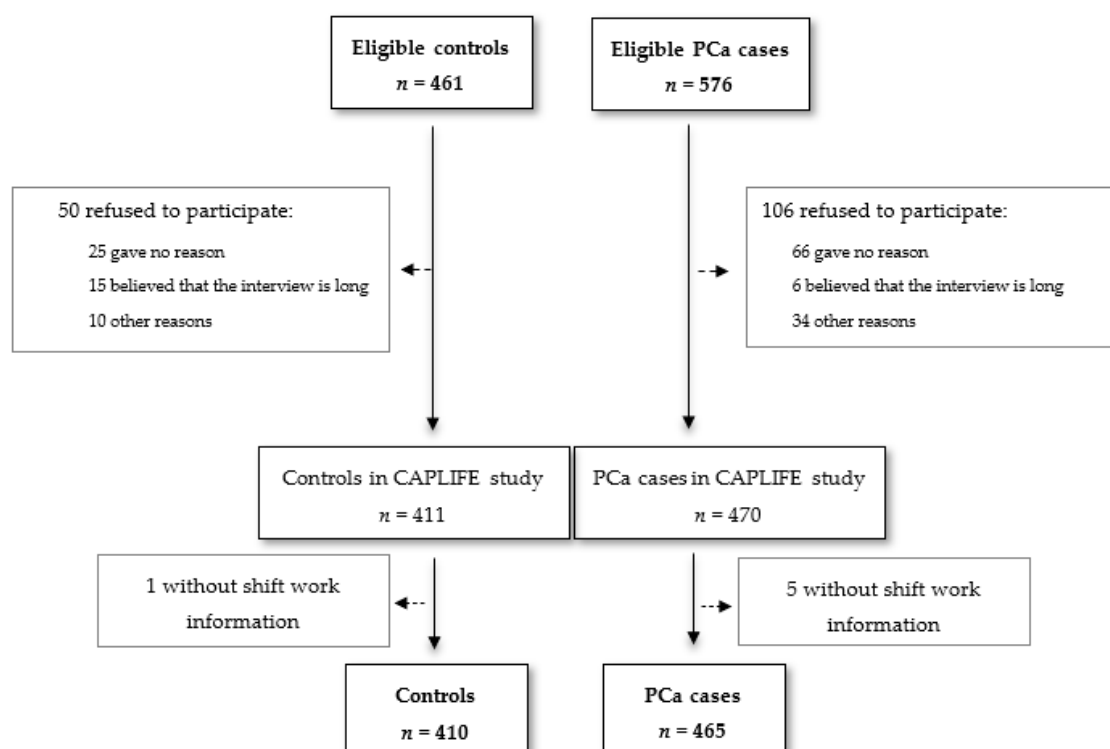 Eligible controls
n = 461
Eligible PCa cases
n = 576
50 refused to participate:
25 gave no reason
15 believed that the interview is long
10 other reasons
106 refused to participate:
66 gave no reason
6 believed that the interview is long
34 other reasons
Controls in CAPLIFE study
n = 411
PCa cases in CAPLIFE study
n = 470
1 without shift work
information
5 without shift work
information
Controls
n = 410
PCa cases
n = 465